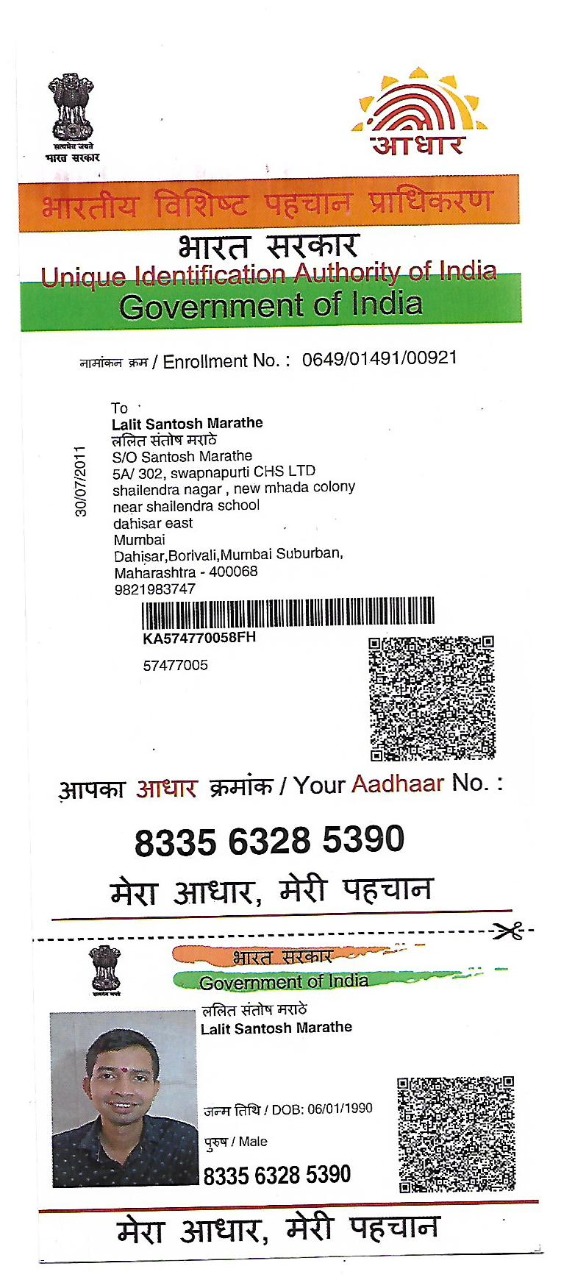 सत्यमेव जयते
भारत सरकार
आधार
भारतीय विशिष्ट पहचान प्राधिकरण
भारत सरकार
Unique Identification Authority of India
Government of India
नामांकन क्रम / Enrollment No. : 0649/01491/00921
30/07/2011
To
Lalit Santosh Marathe
ललित संतोष मराठे
S/O Santosh Marathe
5A/ 302, swapnapurti CHS LTD
shailendra nagar , new mhada colony
near shailendra school
dahisar east
Mumbai
Dahisar,Borivali,Mumbai Suburban,
Maharashtra - 400068
9821983747
KA574770058FH
57477005
आपका आधार क्रमांक / Your Aadhaar No. :
8335 6328 5390
मेरा आधार, मेरी पहचान
भारत सरकार
Government of India
ललित संतोष मराठे
Lalit Santosh Marathe
जन्म तिथि / DOB: 06/01/1990
पुरुष / Male
8335 6328 5390
मेरा आधार, मेरी पहचान